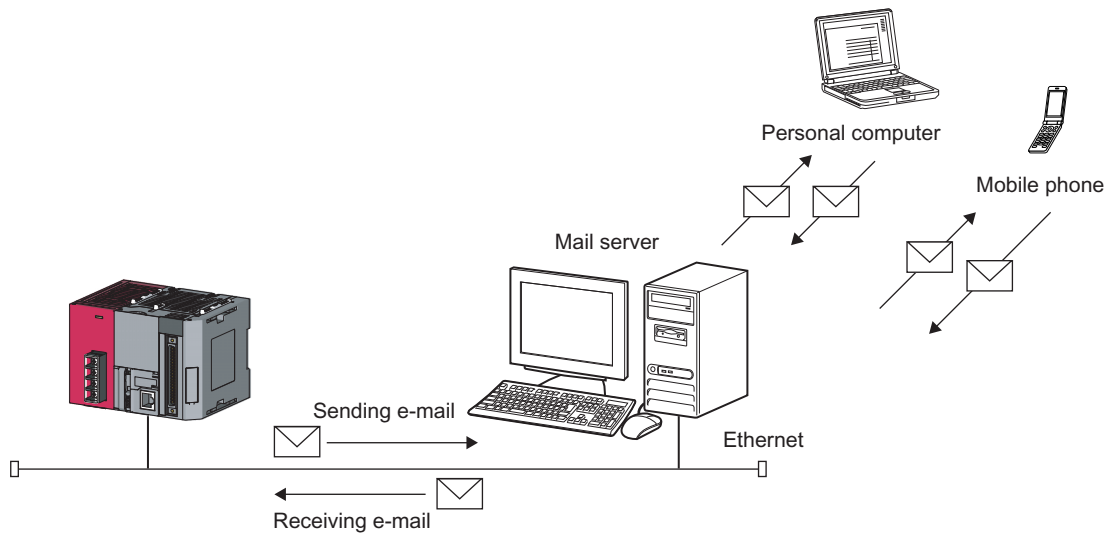 Personal computer
Mobile phone
Mail server
Sending e-mail
Ethernet
Receiving e-mail